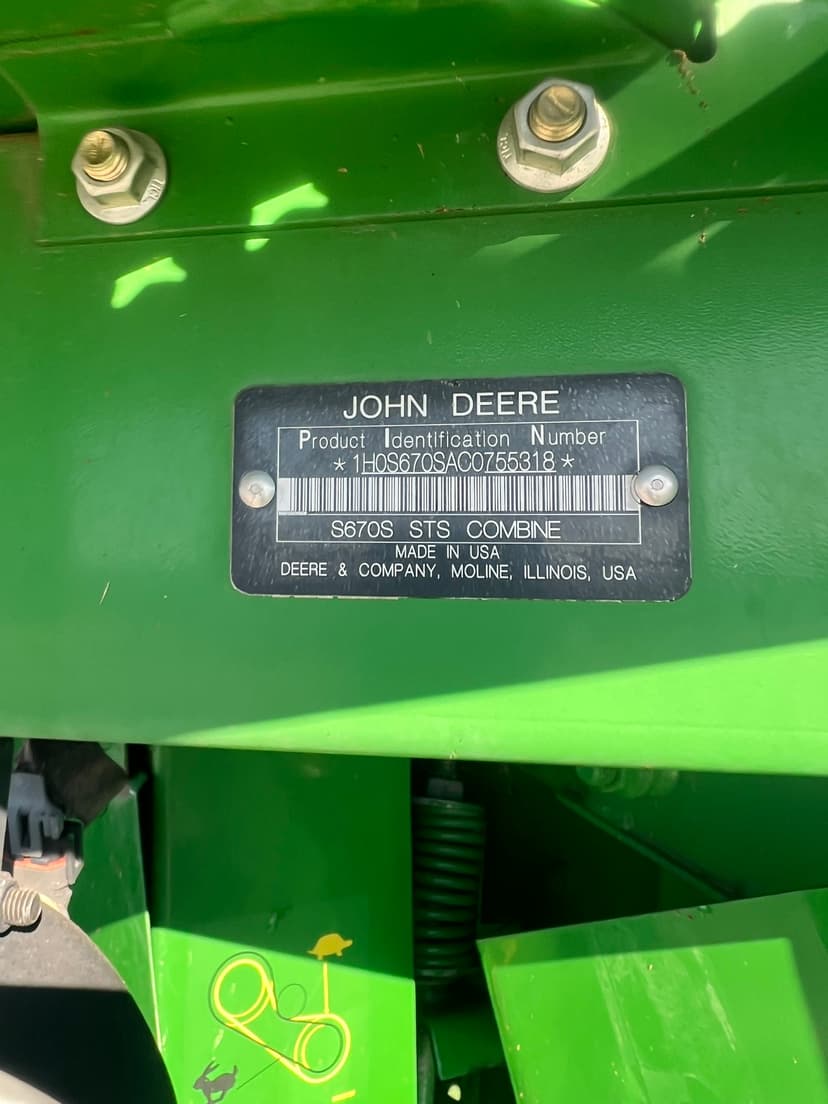 JOHN DEERE
Product Identification Number
*1H0S670SAC0755318*
S670S STS COMBINE
MADE IN USA
DEERE & COMPANY, MOLINE, ILLINOIS, USA